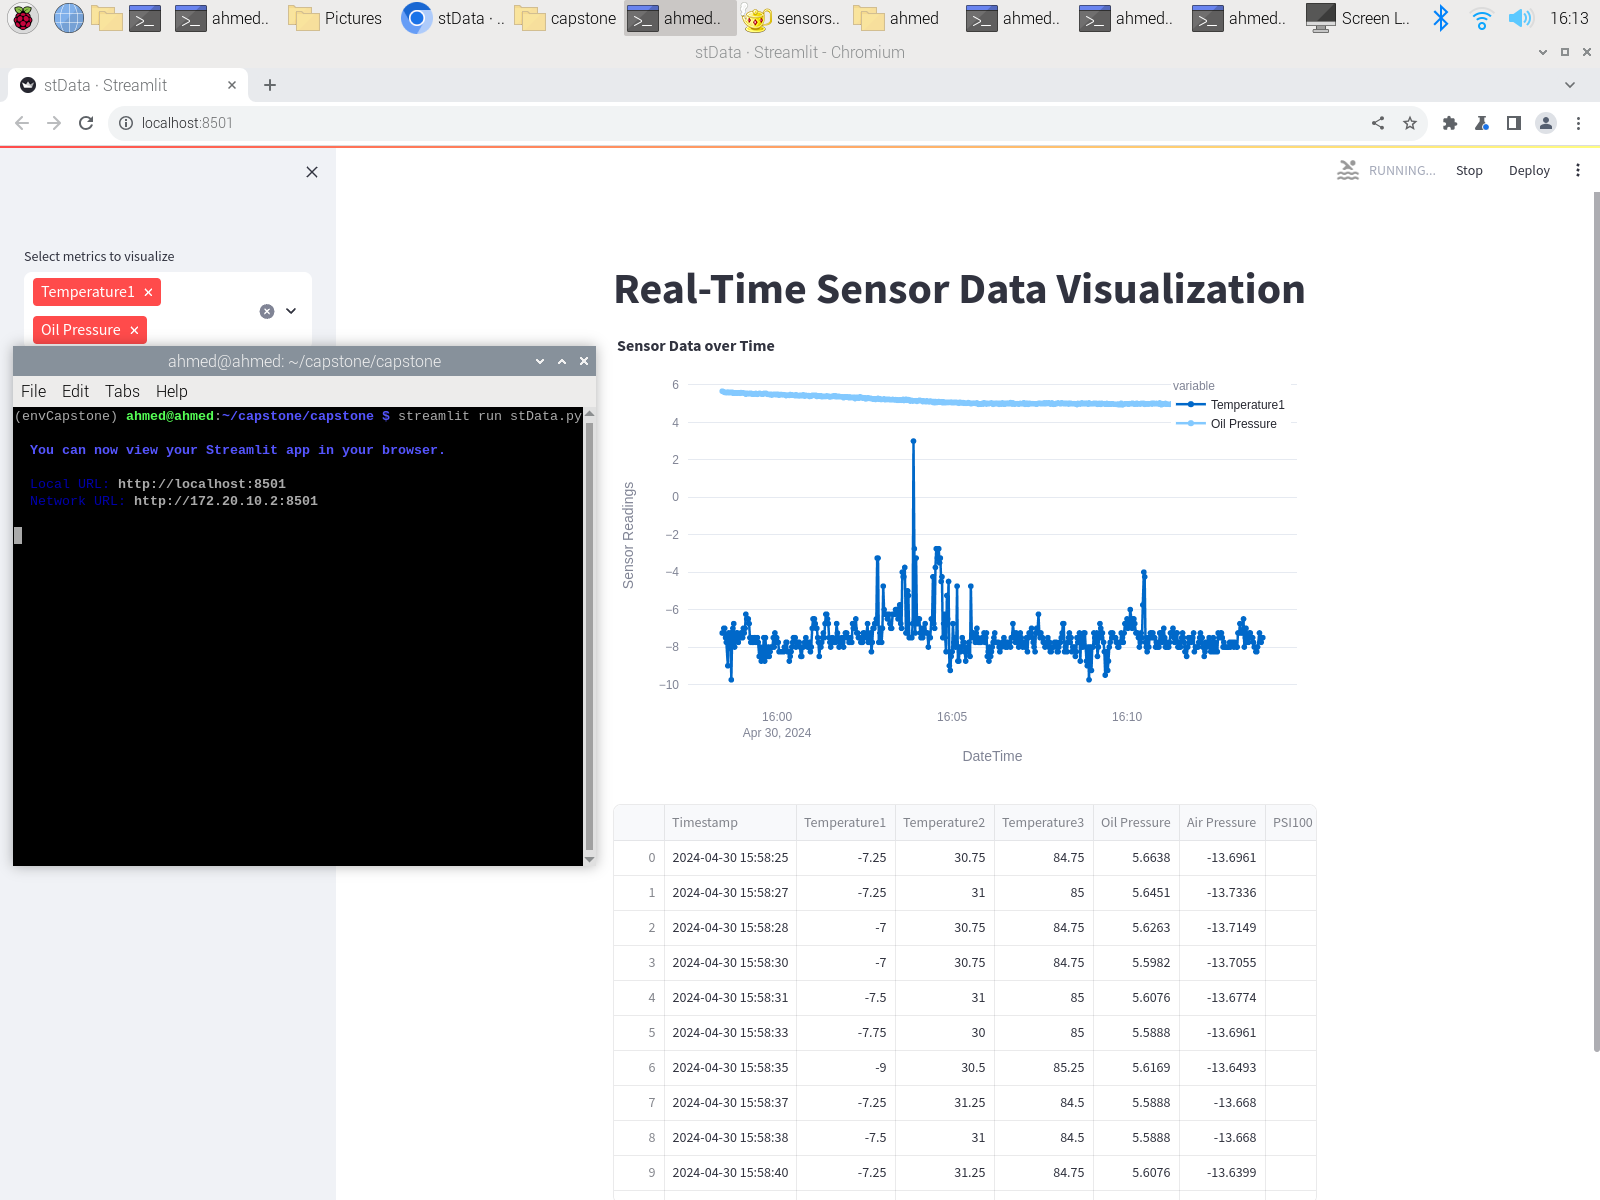 ahmed..
Pictures
stData · ..
capstone
ahmed..
sensors..
ahmed
ahmed..
ahmed..
ahmed..
Screen L..
16:13
stData · Streamlit - Chromium
stData · Streamlit
localhost:8501
RUNNING...
Stop
Deploy
Select metrics to visualize
Temperature1
Oil Pressure
ahmed@ahmed: ~/capstone/capstone
File Edit Tabs Help
(envCapstone) ahmed@ahmed:~/capstone/capstone $ streamlit run stData.py
You can now view your Streamlit app in your browser.
Local URL: http://localhost:8501
Network URL: http://172.20.10.2:8501
Real-Time Sensor Data Visualization
Sensor Data over Time
variable
Temperature1
Oil Pressure
6
4
2
0
−2
−4
−6
−8
−10
Sensor Readings
16:00
Apr 30, 2024
16:05
16:10
DateTime
Timestamp Temperature1 Temperature2 Temperature3 Oil Pressure Air Pressure PSI100
0 2024-04-30 15:58:25 -7.25 30.75 84.75 5.6638 -13.6961
1 2024-04-30 15:58:27 -7.25 31 85 5.6451 -13.7336
2 2024-04-30 15:58:28 -7 30.75 84.75 5.6263 -13.7149
3 2024-04-30 15:58:30 -7 30.75 84.75 5.5982 -13.7055
4 2024-04-30 15:58:31 -7.5 31 85 5.6076 -13.6774
5 2024-04-30 15:58:33 -7.75 30 85 5.5888 -13.6961
6 2024-04-30 15:58:35 -9 30.5 85.25 5.6169 -13.6493
7 2024-04-30 15:58:37 -7.25 31.25 84.5 5.5888 -13.668
8 2024-04-30 15:58:38 -7.5 31 84.5 5.5888 -13.668
9 2024-04-30 15:58:40 -7.25 31.25 84.75 5.6076 -13.6399